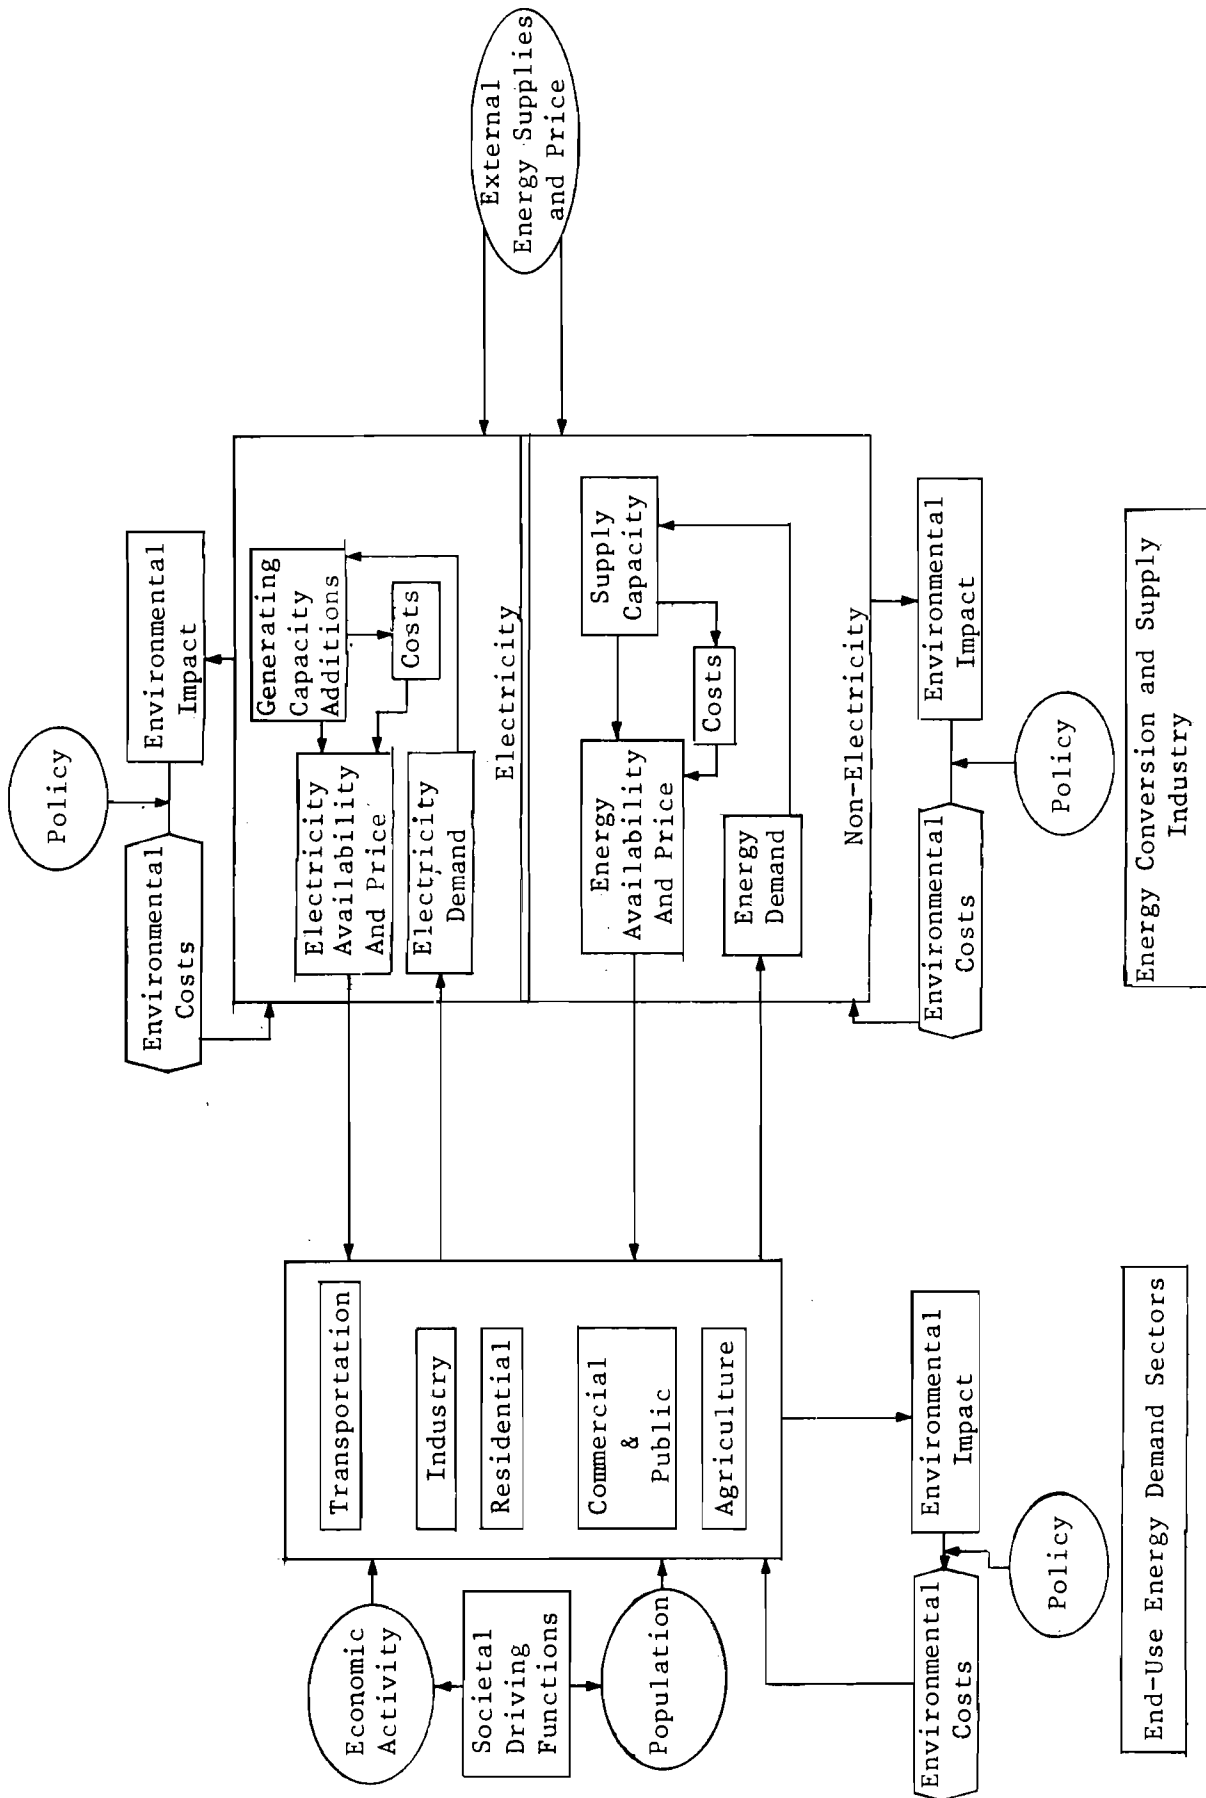 Economic
Activity
Societal
Driving
Functions
Population
Transportation
Industry
Residential
Commercial
&
Public
Agriculture
Environmental
Impact
Environmental
Costs
Policy
End-Use Energy Demand Sectors
Policy
Environmental
Costs
Environmental
Impact
Generating
Capacity
Additions
Costs
Electricity
Availability
And Price
Electricity
Demand
Electricity
Supply
Capacity
Costs
Energy
Availability
And Price
Energy
Demand
Non-Electricity
Environmental
Costs
Environmental
Impact
Policy
Energy Conversion and Supply
Industry
External
Energy Supplies
and Price